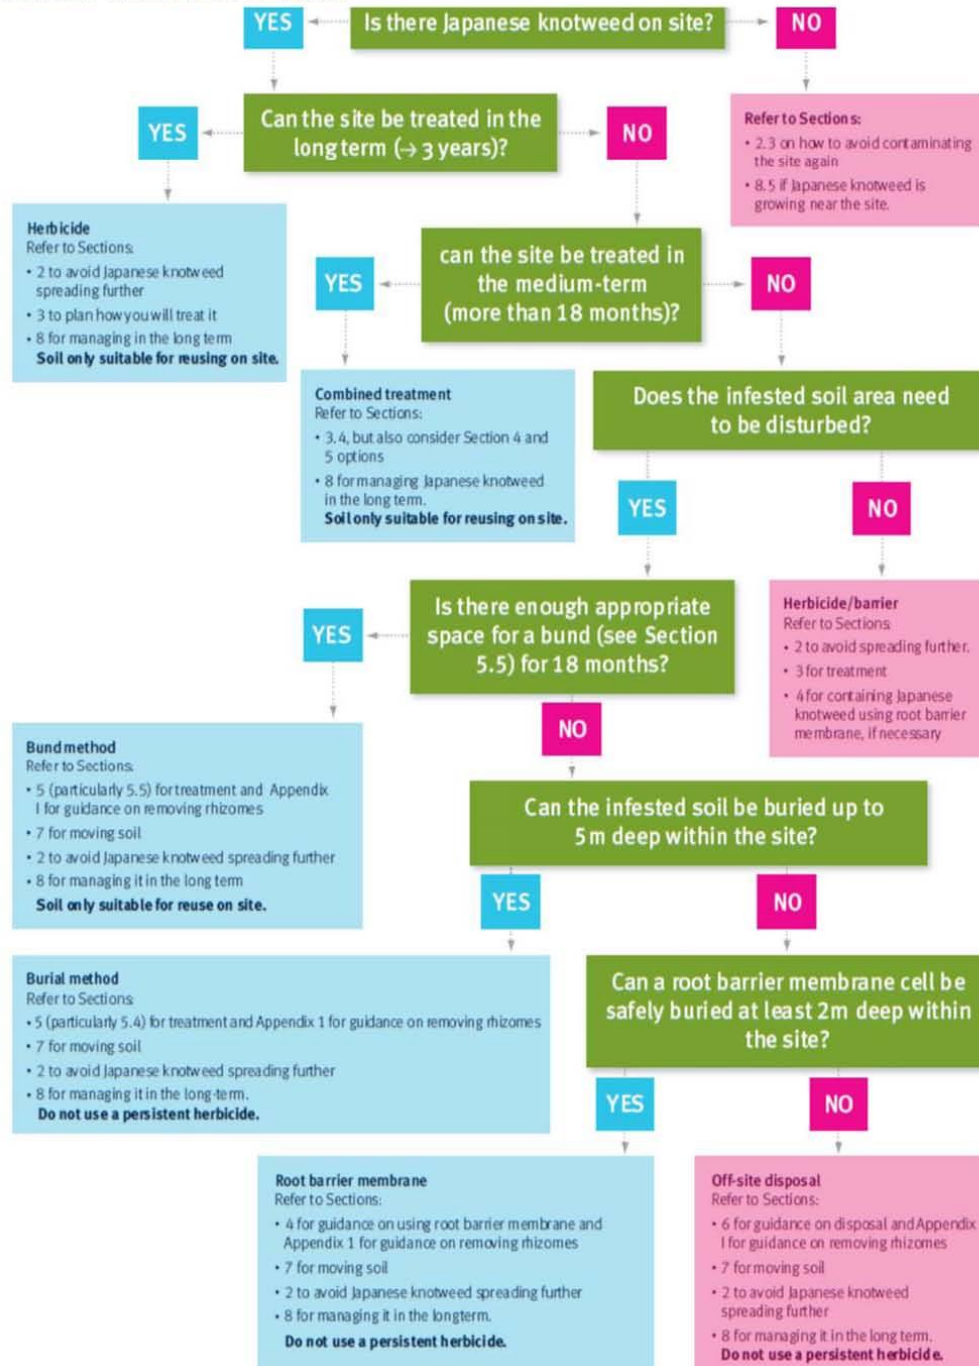 YES
Is there Japanese knotweed on site?
NO
YES
Can the site be treated in the
long term (→ 3 years)?
NO
Refer to Sections:
• 2.3 on how to avoid contaminating
the site again
• 8.5 if Japanese knotweed is
growing near the site.
Herbicide
Refer to Sections:
• 2 to avoid Japanese knotweed
spreading further
• 3 to plan how you will treat it
• 8 for managing in the long term
Soil only suitable for reusing on site.
YES
can the site be treated in
the medium-term
(more than 18 months)?
NO
Combined treatment
Refer to Sections:
• 3.4, but also consider Section 4 and
5 options
• 8 for managing Japanese knotweed
in the long term.
Soil only suitable for reusing on site.
Does the infested soil area need
to be disturbed?
YES
NO
YES
Is there enough appropriate
space for a bund (see Section
5.5) for 18 months?
NO
Herbicide/barrier
Refer to Sections
• 2 to avoid spreading further.
• 3 for treatment
• 4 for containing Japanese
knotweed using root barrier
membrane, if necessary
Bund method
Refer to Sections:
• 5 (particularly 5.5) for treatment and Appendix
I for guidance on removing rhizomes
• 7 for moving soil
• 2 to avoid Japanese knotweed spreading further
• 8 for managing it in the long term
Soil only suitable for reuse on site.
Can the infested soil be buried up to
5m deep within the site?
YES
NO
Burial method
Refer to Sections
• 5 (particularly 5.4) for treatment and Appendix 1 for guidance on removing rhizomes
• 7 for moving soil
• 2 to avoid Japanese knotweed spreading further
• 8 for managing it in the long-term.
Do not use a persistent herbicide.
Can a root barrier membrane cell be
safely buried at least 2m deep within
the site?
YES
NO
Root barrier membrane
Refer to Sections:
• 4 for guidance on using root barrier membrane and
Appendix 1 for guidance on removing rhizomes
• 7 for moving soil
• 2 to avoid Japanese knotweed spreading further
• 8 for managing it in the longterm.
Do not use a persistent herbicide.
Off-site disposal
Refer to Sections:
• 6 for guidance on disposal and Appendix
I for guidance on removing rhizomes
• 7 for moving soil
• 2 to avoid Japanese knotweed
spreading further
• 8 for managing it in the long term.
Do not use a persistent herbicide.